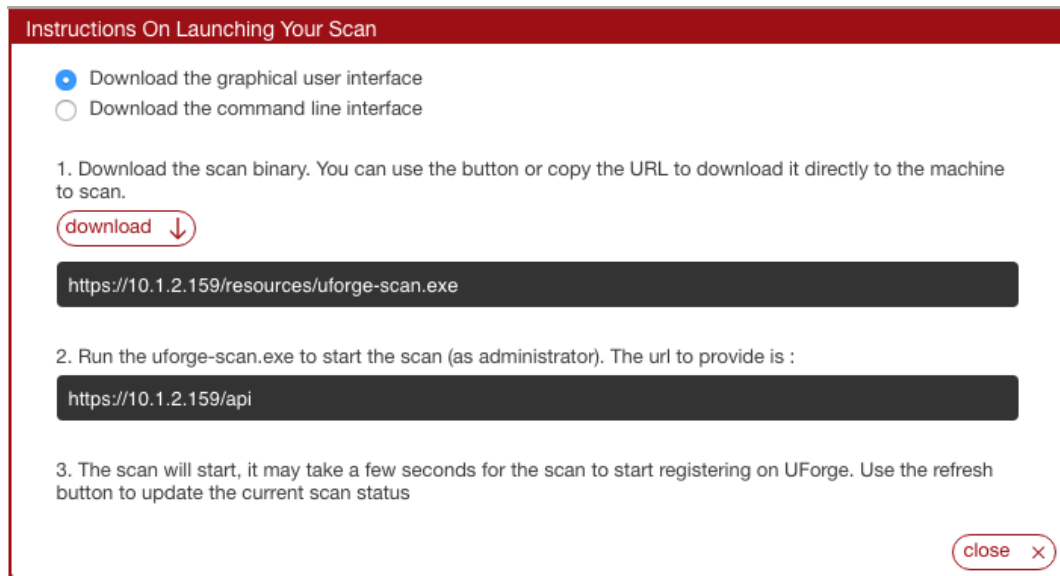 Instructions On Launching Your Scan
Download the graphical user interface
Download the command line interface
1. Download the scan binary. You can use the button or copy the URL to download it directly to the machine
to scan.
download
https://10.1.2.159/resources/uforge-scan.exe
2. Run the uforge-scan.exe to start the scan (as administrator). The url to provide is :
https://10.1.2.159/api
3. The scan will start, it may take a few seconds for the scan to start registering on UForge. Use the refresh
button to update the current scan status
close